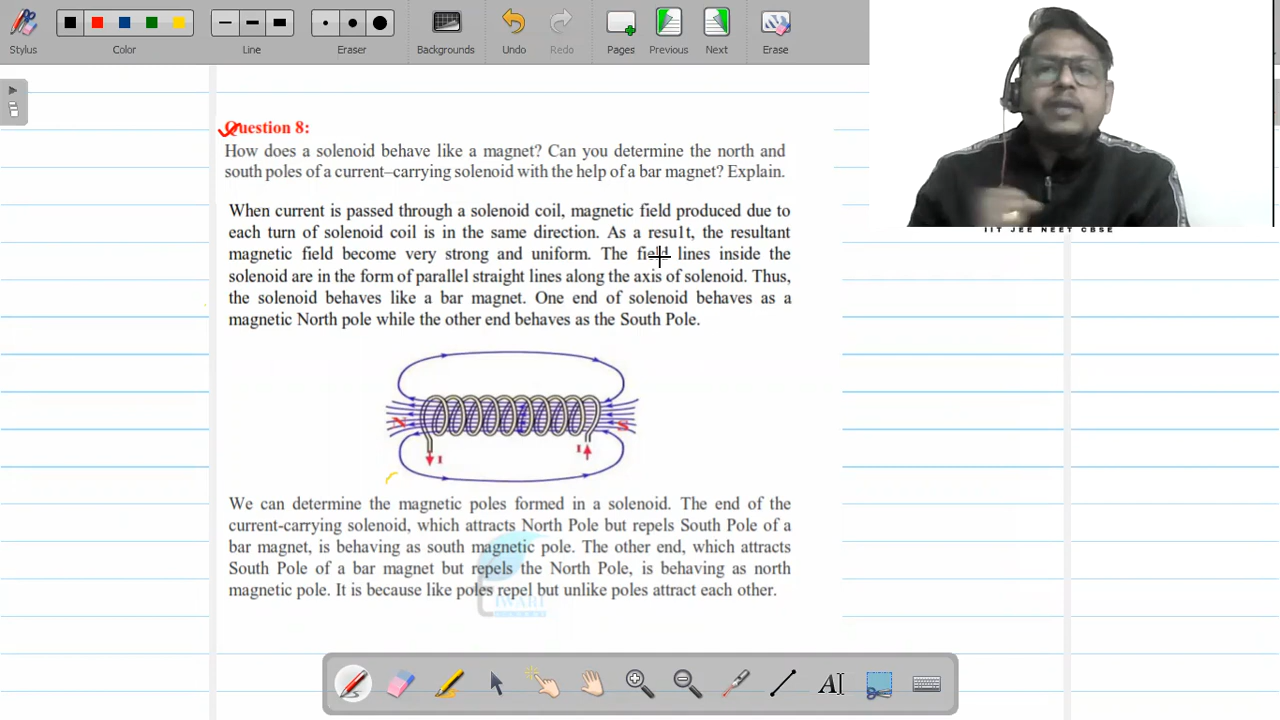 Stylus Color Line Eraser Backgrounds Undo Redo Pages Previous Next Erase
Question 8:
How does a solenoid behave like a magnet? Can you determine the north and
south poles of a current–carrying solenoid with the help of a bar magnet? Explain.
When current is passed through a solenoid coil, magnetic field produced due to
each turn of solenoid coil is in the same direction. As a result, the resultant
magnetic field become very strong and uniform. The field lines inside the
solenoid are in the form of parallel straight lines along the axis of solenoid. Thus,
the solenoid behaves like a bar magnet. One end of solenoid behaves as a
magnetic North pole while the other end behaves as the South Pole.
N S
I I
We can determine the magnetic poles formed in a solenoid. The end of the
current-carrying solenoid, which attracts North Pole but repels South Pole of a
bar magnet, is behaving as south magnetic pole. The other end, which attracts
South Pole of a bar magnet but repels the North Pole, is behaving as north
magnetic pole. It is because like poles repel but unlike poles attract each other.
IWARI
ACADEMY
IIT JEE NEET CBSE
A